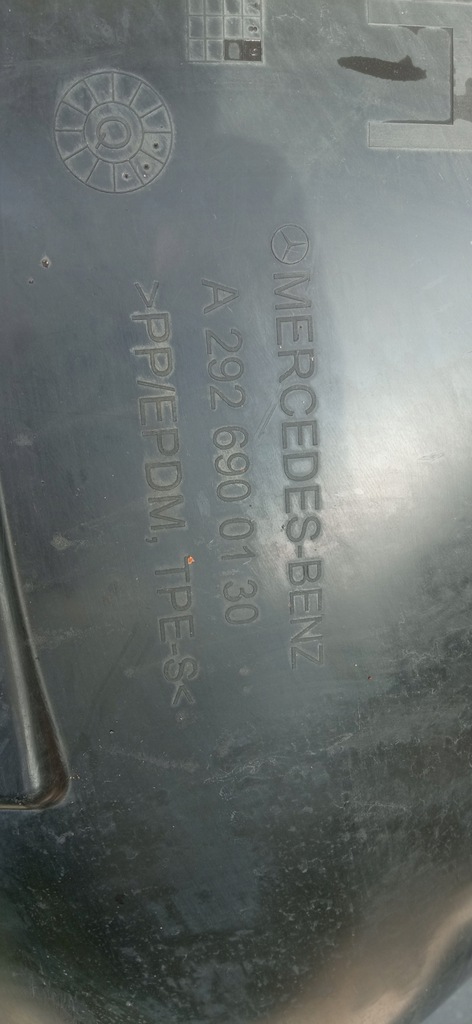 MERCEDES-BENZ
A 292 690 01 30
>PP/EPDM, TPE-S<